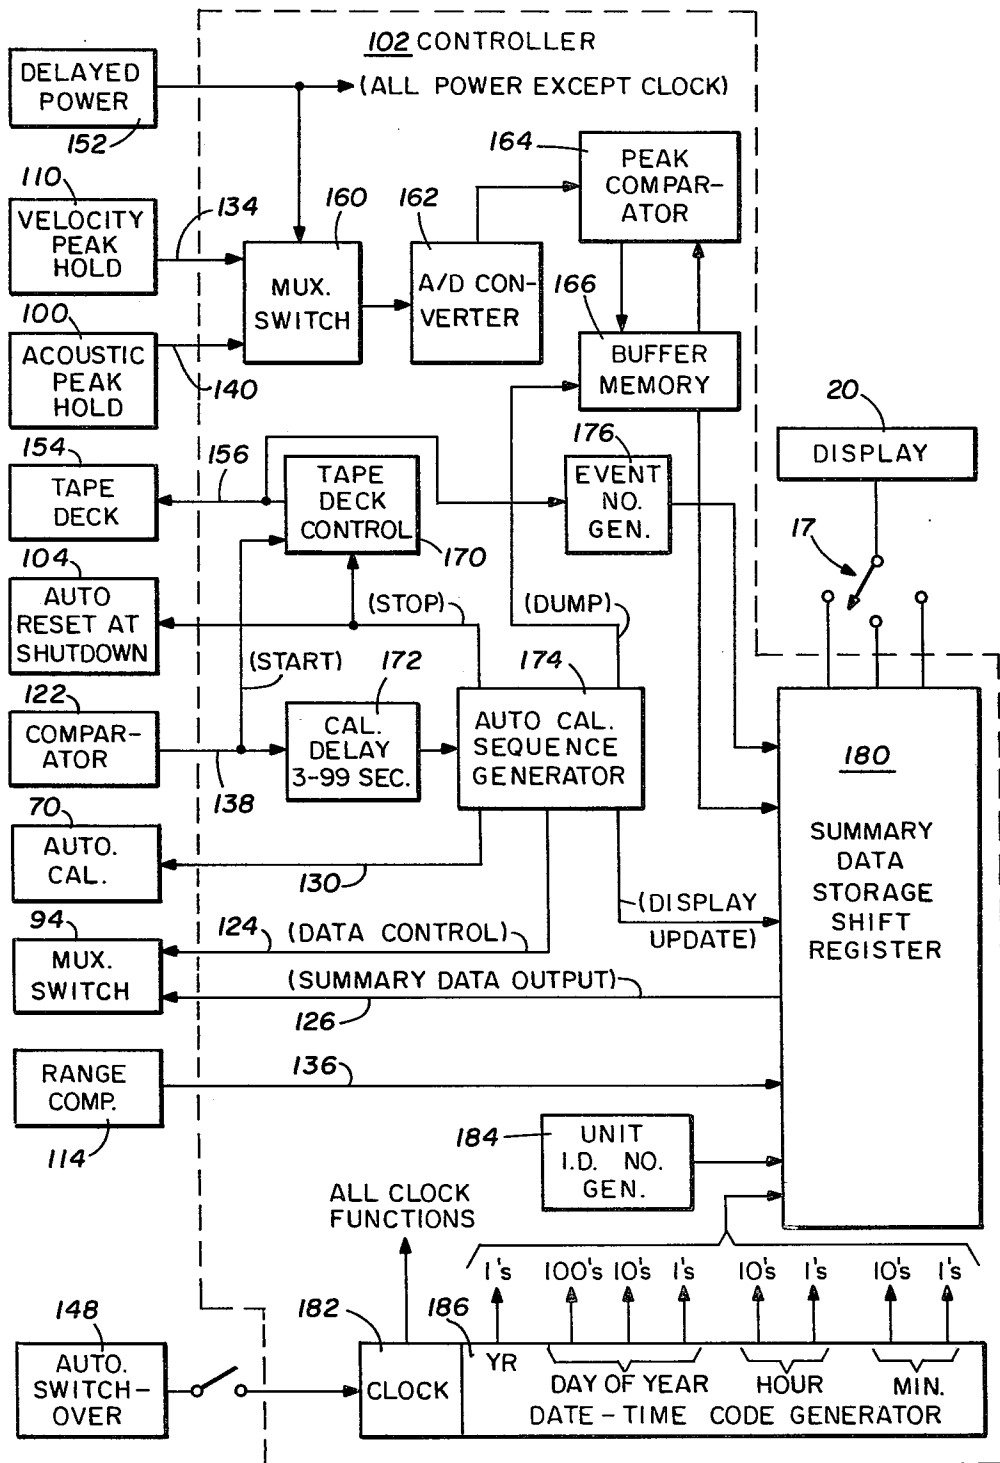 102 CONTROLLER
DELAYED
POWER
152
(ALL POWER EXCEPT CLOCK)
110
VELOCITY
PEAK
HOLD
134
160
MUX.
SWITCH
162
A/D CON-
VERTER
164
PEAK
COMPAR-
ATOR
166
BUFFER
MEMORY
100
ACOUSTIC
PEAK
HOLD
140
154
TAPE
DECK
156
TAPE
DECK
CONTROL
170
176
EVENT
NO.
GEN.
20
DISPLAY
17
104
AUTO
RESET AT
SHUTDOWN
(STOP)
(DUMP)
(START)
122
COMPAR-
ATOR
138
172
CAL.
DELAY
3-99 SEC.
174
AUTO CAL.
SEQUENCE
GENERATOR
180
SUMMARY
DATA
STORAGE
SHIFT
REGISTER
70
AUTO.
CAL.
130
(DISPLAY
UPDATE)
94
MUX.
SWITCH
124
(DATA CONTROL)
(SUMMARY DATA OUTPUT)
126
RANGE
COMP.
114
136
184
UNIT
I.D. NO.
GEN.
ALL CLOCK
FUNCTIONS
1's 100's 10's 1's 10's 1's 10's 1's
148
AUTO.
SWITCH-
OVER
182
CLOCK
186
YR
DAY OF YEAR HOUR MIN.
DATE-TIME CODE GENERATOR